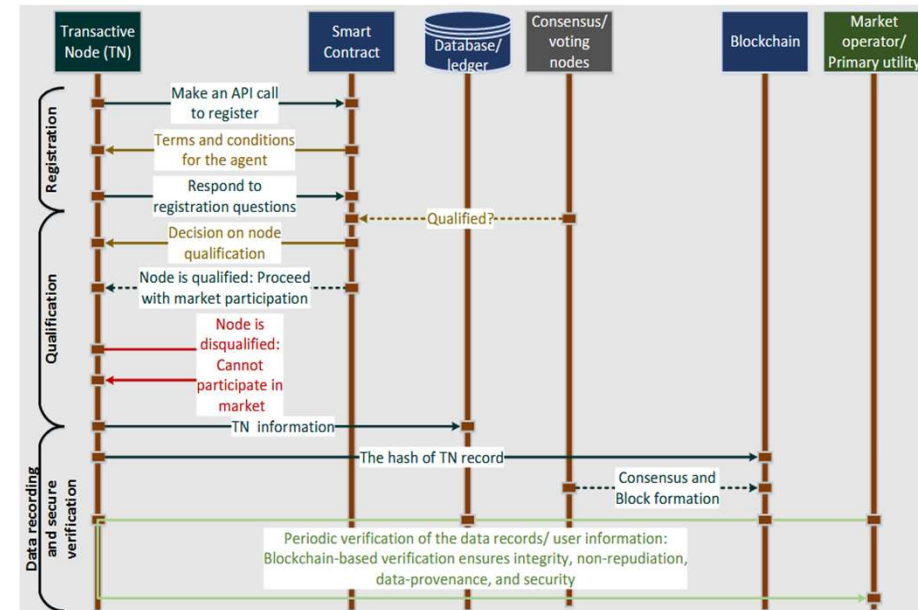 Transactive
Node (TN)
Smart
Contract
Database/
ledger
Consensus/
voting
nodes
Blockchain
Market
operator/
Primary utility
Registration
Make an API call
to register
Terms and conditions
for the agent
Respond to
registration questions
Qualification
Qualified?
Decision on node
qualification
Node is qualified: Proceed
with market participation
Node is
disqualified:
Cannot
participate in
market
Data recording
and secure
verification
TN information
The hash of TN record
Consensus and
Block formation
Periodic verification of the data records/ user information:
Blockchain-based verification ensures integrity, non-repudiation,
data-provenance, and security